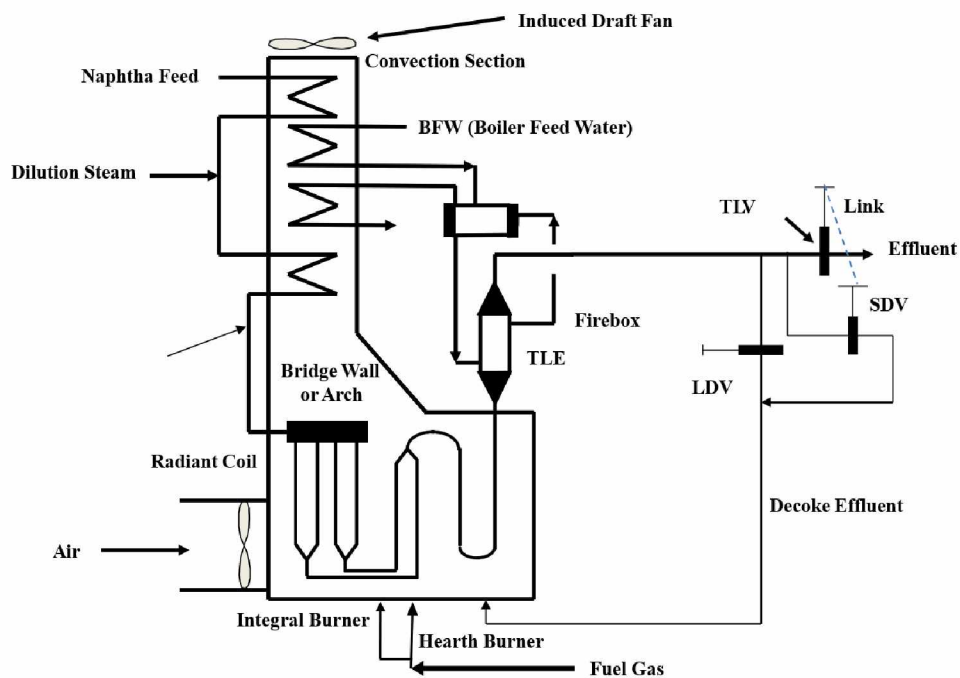 Induced Draft Fan
Convection Section
Naphtha Feed
BFW (Boiler Feed Water)
Dilution Steam
TLV
Link
Effluent
SDV
Firebox
TLE
LDV
Bridge Wall
or Arch
Radiant Coil
Decoke Effluent
Air
Integral Burner
Hearth Burner
Fuel Gas